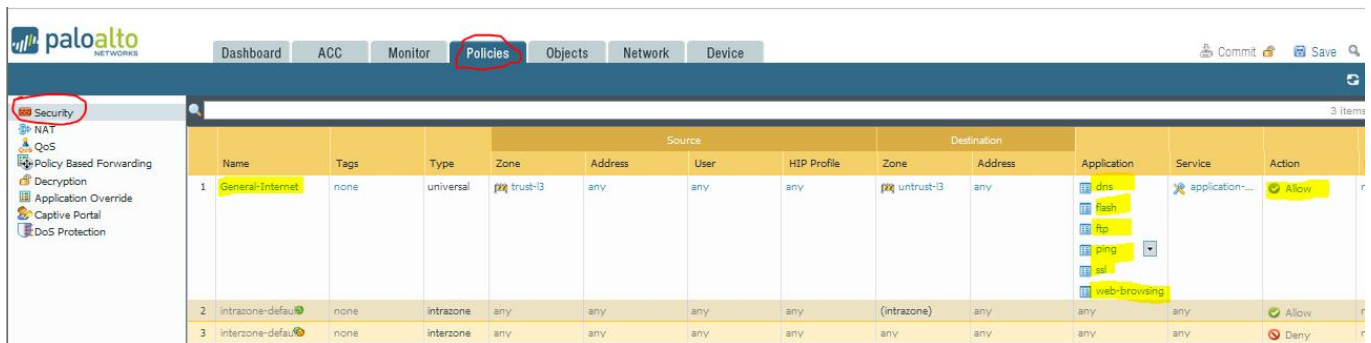 paloalto
NETWORKS
Dashboard ACC Monitor Policies Objects Network Device
Commit Save
Security
NAT
QoS
Policy Based Forwarding
Decryption
Application Override
Captive Portal
DoS Protection
3 items
Source Destination
Name Tags Type Zone Address User HIP Profile Zone Address Application Service Action
1 General-Internet none universal trust-l3 any any any untrust-l3 any dns application-... Allow
flash
ftp
ping
ssl
web-browsing
2 intrazone-defau none intrazone any any any any (intrazone) any any any Allow
3 interzone-defau none interzone any any any any any any any any Deny